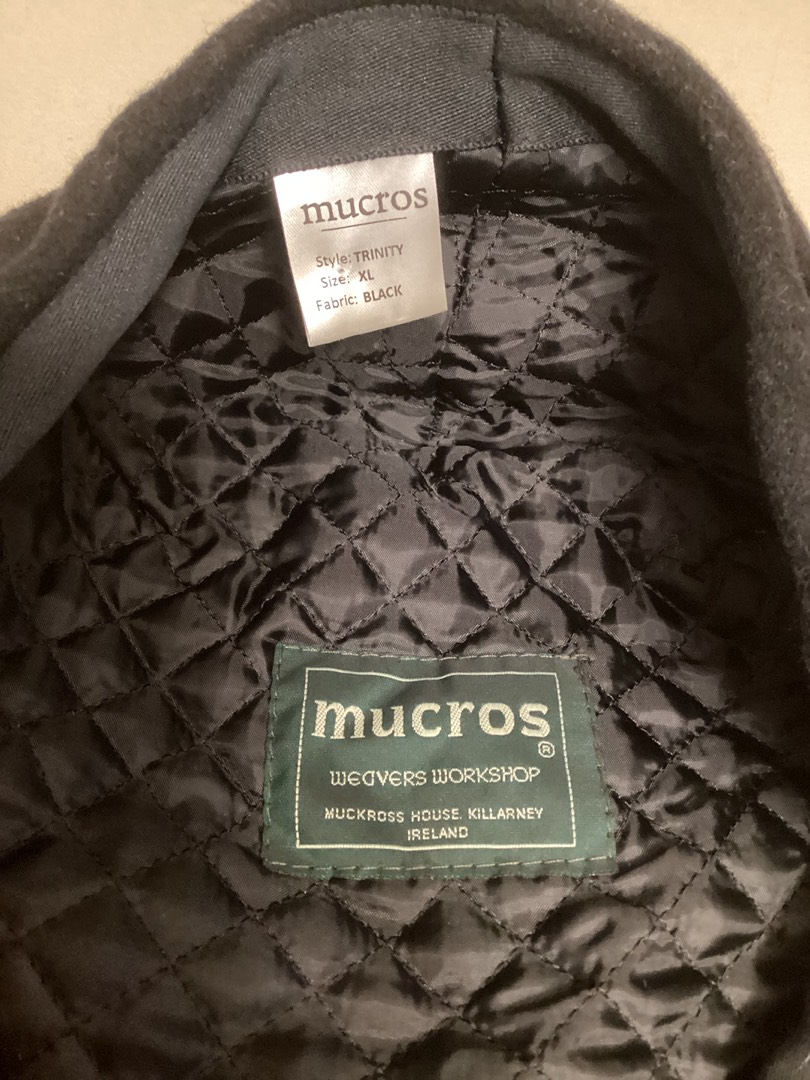 mucros
Style: TRINITY
Size: XL
Fabric: BLACK
mucros
®
WEAVERS WORKSHOP
MUCKROSS HOUSE. KILLARNEY
IRELAND